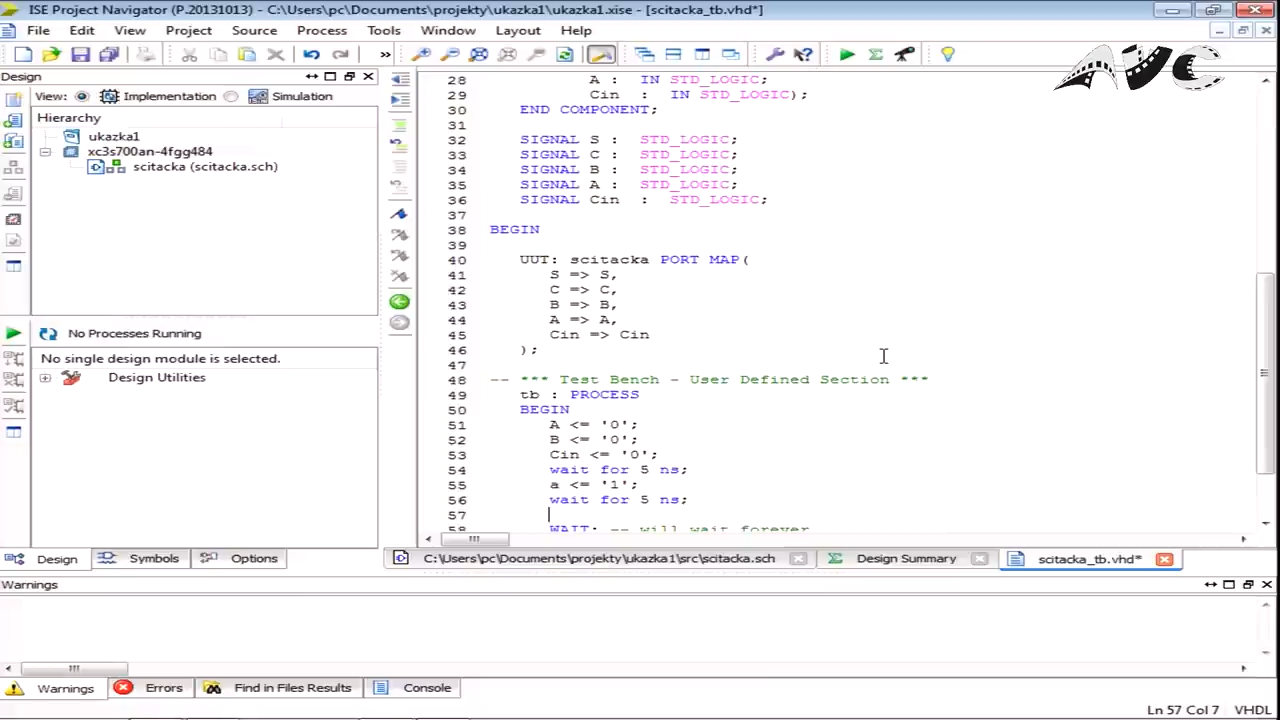 ISE Project Navigator (P.20131013) - C:\Users\pc\Documents\projekty\ukazka1\ukazka1.xise - [scitacka_tb.vhd*]
File Edit View Project Source Process Tools Window Layout Help
Design
View: Implementation Simulation
Hierarchy
ukazka1
xc3s700an-4fgg484
scitacka (scitacka.sch)
No Processes Running
No single design module is selected.
Design Utilities
AVC
28 A : IN STD_LOGIC;
29 Cin : IN STD_LOGIC);
30 END COMPONENT;
31
32 SIGNAL S : STD_LOGIC;
33 SIGNAL C : STD_LOGIC;
34 SIGNAL B : STD_LOGIC;
35 SIGNAL A : STD_LOGIC;
36 SIGNAL Cin : STD_LOGIC;
37
38 BEGIN
39
40 UUT: scitacka PORT MAP(
41 S => S,
42 C => C,
43 B => B,
44 A => A,
45 Cin => Cin
46 );
47
48 -- *** Test Bench - User Defined Section ***
49 tb : PROCESS
50 BEGIN
51 A <= '0';
52 B <= '0';
53 Cin <= '0';
54 wait for 5 ns;
55 a <= '1';
56 wait for 5 ns;
57
58 WAIT; -- will wait forever
Design Symbols Options
C:\Users\pc\Documents\projekty\ukazka1\src\scitacka.sch Design Summary scitacka_tb.vhd*
Warnings
Warnings Errors Find in Files Results Console
Ln 57 Col 7 VHDL